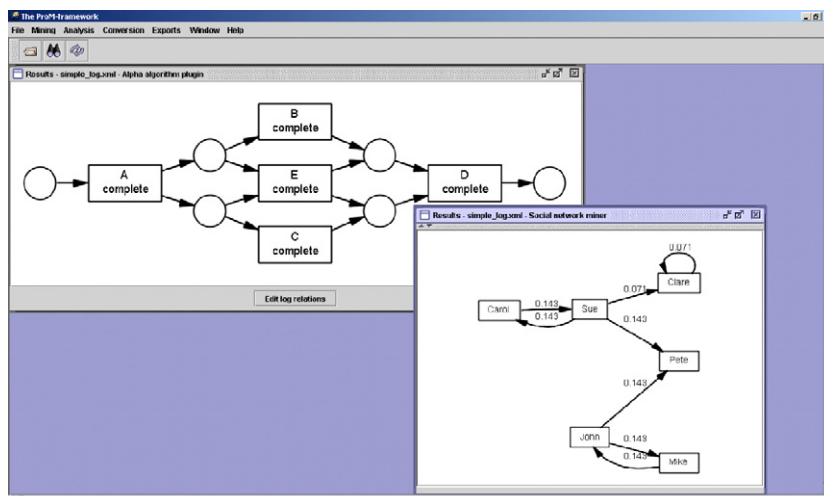 The ProM-framework
File Mining Analysis Conversion Exports Window Help
Results - simple_log.xml - Alpha algorithm plugin
B
complete
A
complete
E
complete
D
complete
C
complete
Edit log relations
Results - simple_log.xml - Social network miner
0.071
Clare
0.071
Carol
0.143
0.143
Sue
0.143
Pete
0.143
John
0.143
0.143
Mike